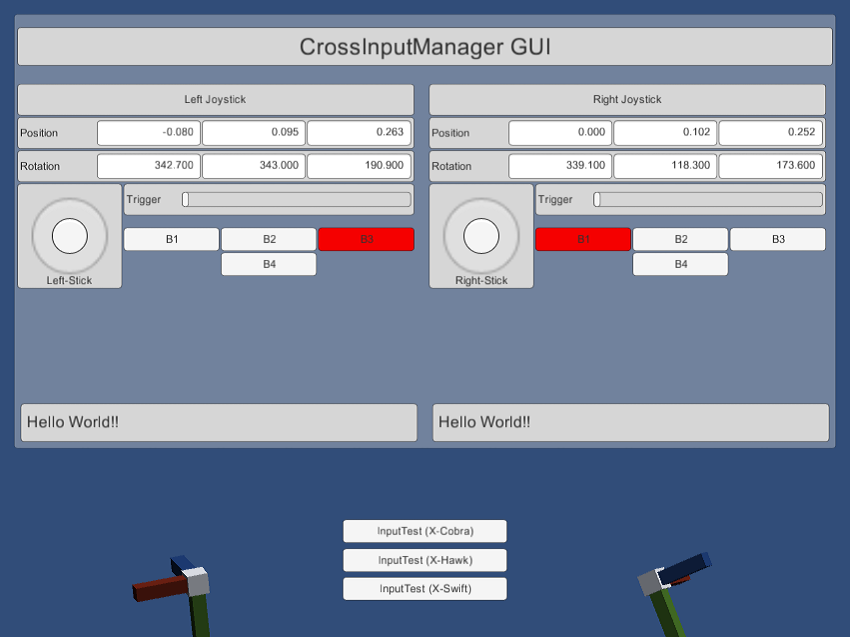 CrossInputManager GUI
Left Joystick
Position -0.080 0.095 0.263
Rotation 342.700 343.000 190.900
Trigger
B1 B2 B3
B4
Left-Stick
Right Joystick
Position 0.000 0.102 0.252
Rotation 339.100 118.300 173.600
Trigger
B1 B2 B3
B4
Right-Stick
Hello World!!
Hello World!!
InputTest (X-Cobra)
InputTest (X-Hawk)
InputTest (X-Swift)